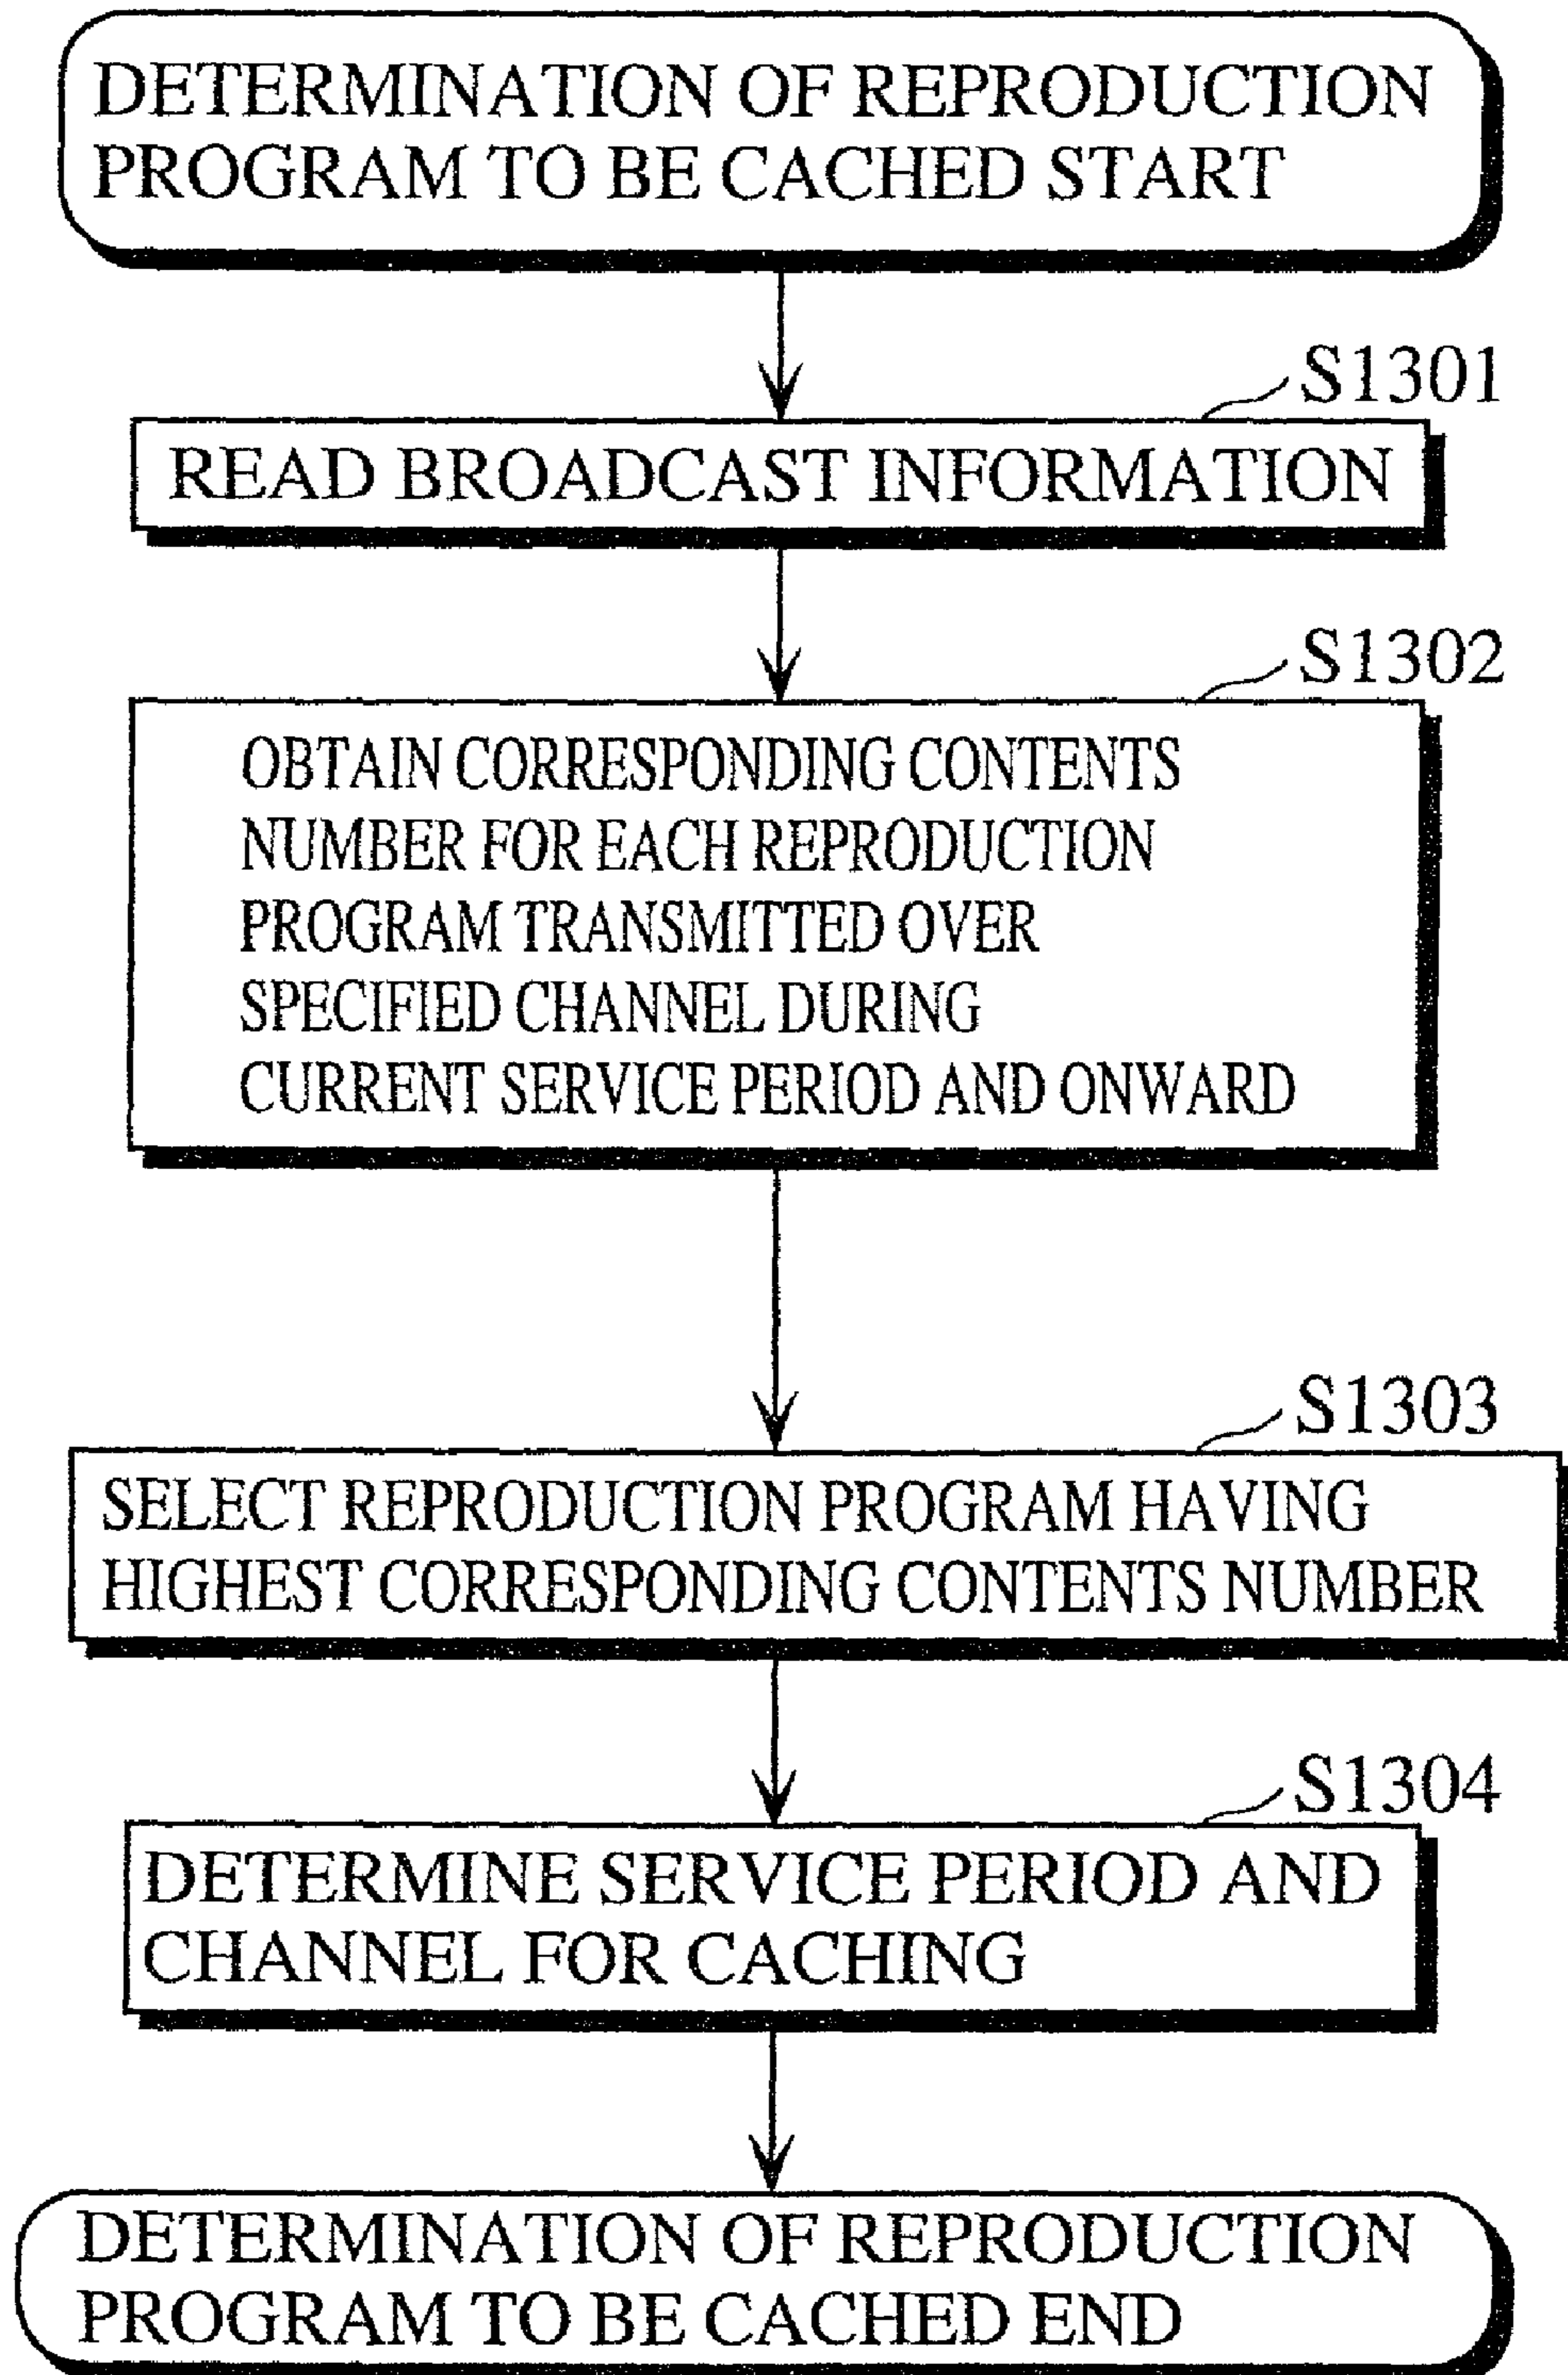 DETERMINATION OF REPRODUCTION
PROGRAM TO BE CACHED START
S1301
READ BROADCAST INFORMATION
S1302
OBTAIN CORRESPONDING CONTENTS
NUMBER FOR EACH REPRODUCTION
PROGRAM TRANSMITTED OVER
SPECIFIED CHANNEL DURING
CURRENT SERVICE PERIOD AND ONWARD
S1303
SELECT REPRODUCTION PROGRAM HAVING
HIGHEST CORRESPONDING CONTENTS NUMBER
S1304
DETERMINE SERVICE PERIOD AND
CHANNEL FOR CACHING
DETERMINATION OF REPRODUCTION
PROGRAM TO BE CACHED END